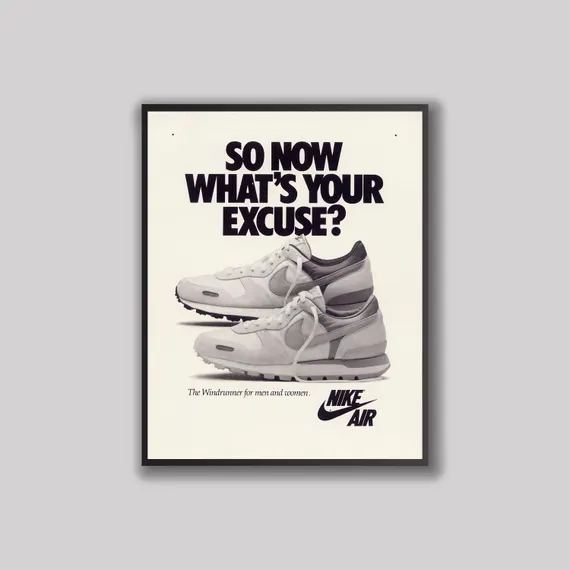 SO NOW
WHAT'S YOUR
EXCUSE?
The Windrunner for men and women.
NIKE
AIR